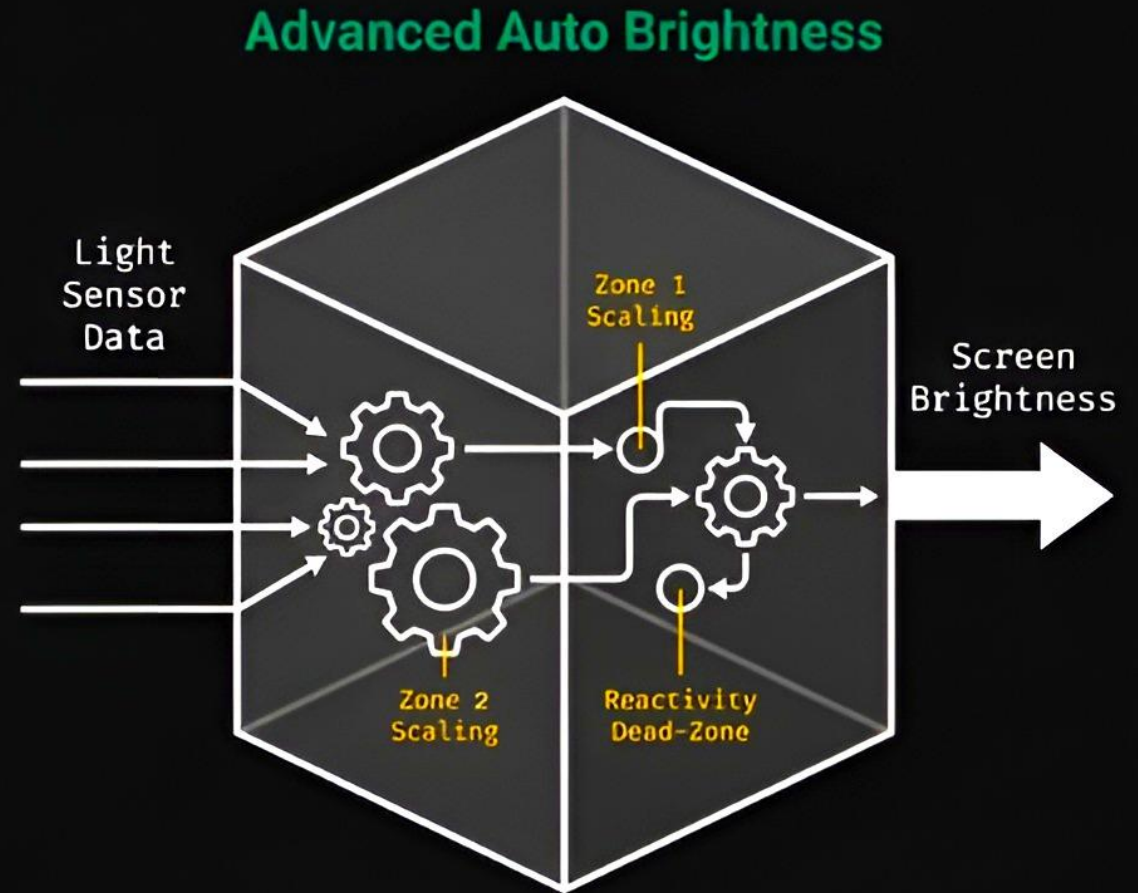 Advanced Auto Brightness
Light
Sensor
Data
Zone 1
Scaling
Screen
Brightness
Zone 2
Scaling
Reactivity
Dead-Zone